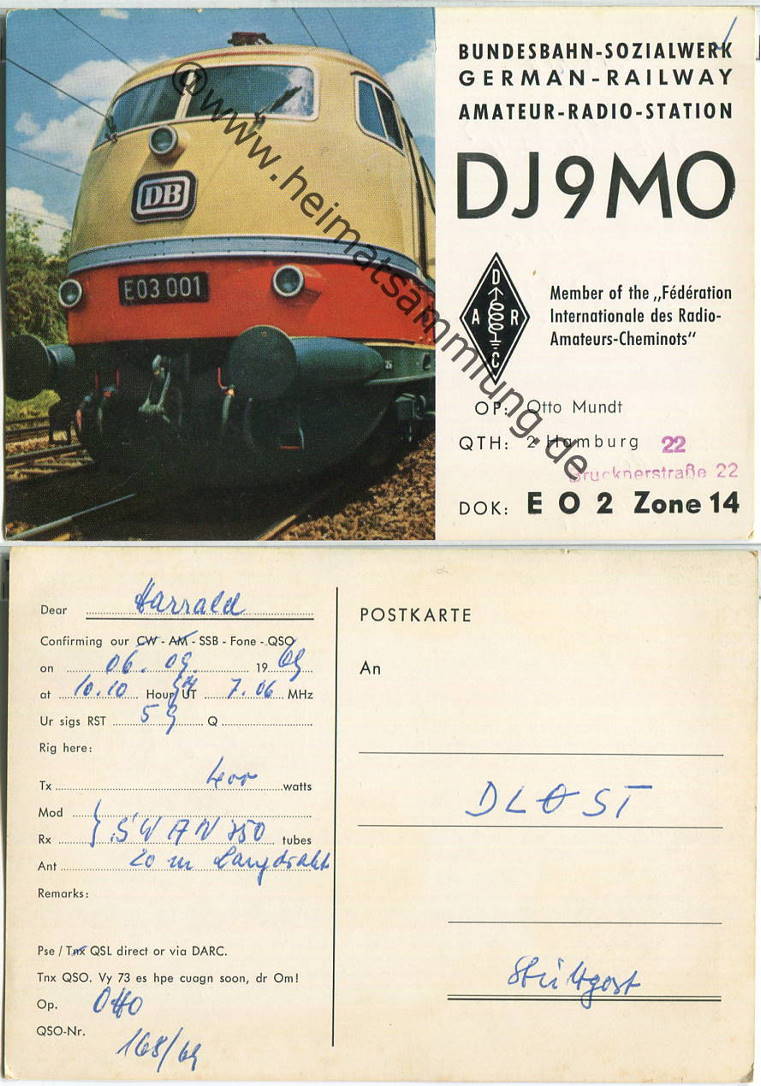 BUNDESBAHN-SOZIALWERK
GERMAN-RAILWAY
AMATEUR-RADIO-STATION
DJ9MO
DB
E03 001
D
A R
C
Member of the „Fédération
Internationale des Radio-
Amateurs-Cheminots"
OP: Otto Mundt
QTH: 2 Hamburg 22
Brucknerstraße 22
DOK: E O 2 Zone 14
©www.heimatsammlung.de
Dear Harrald
Confirming our CW - AM - SSB - Fone - QSO
on 06. 09. 1969
at 10.10 Hour UT 7.06 MHz
Ur sigs RST 59 Q
Rig here:
Tx 400 watts
Mod
Rx SWAN 350 tubes
Ant 20 m Langdraht
Remarks:
Pse / Tnx QSL direct or via DARC.
Tnx QSO. Vy 73 es hpe cuagn soon, dr Om!
Op. Otto
QSO-Nr. 168/69
POSTKARTE
An
DLØST
Stuttgart